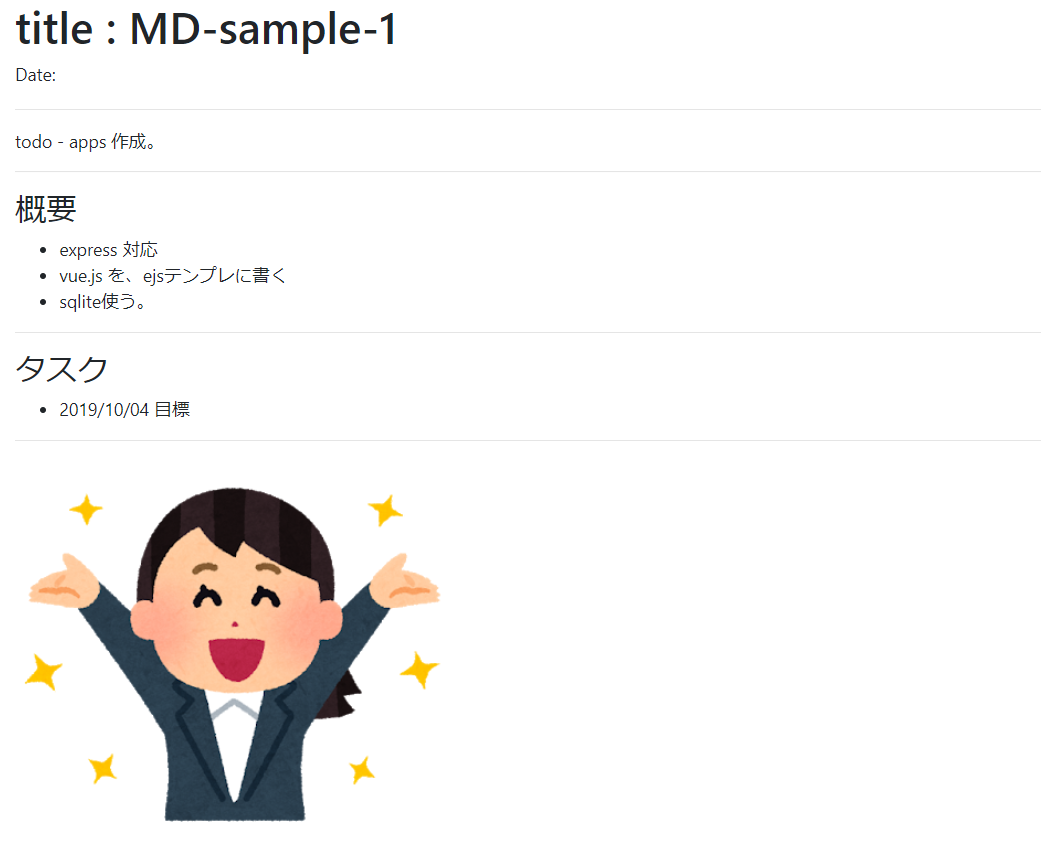 title : MD-sample-1
Date:
todo - apps 作成。
概要
express 対応
vue.js を、ejsテンプレに書く
sqlite使う。
タスク
2019/10/04 目標